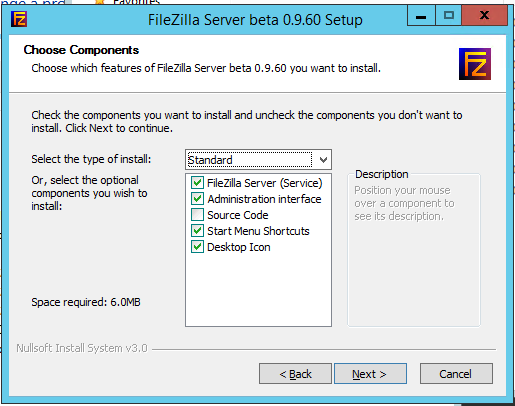 Favorites
FileZilla Server beta 0.9.60 Setup
Choose Components
Choose which features of FileZilla Server beta 0.9.60 you want to install.
Check the components you want to install and uncheck the components you don't want to
install. Click Next to continue.
Select the type of install:
Standard
Or, select the optional
components you wish to
install:
FileZilla Server (Service)
Administration interface
Source Code
Start Menu Shortcuts
Desktop Icon
Description
Position your mouse
over a component to
see its description.
Space required: 6.0MB
Nullsoft Install System v3.0
< Back
Next >
Cancel